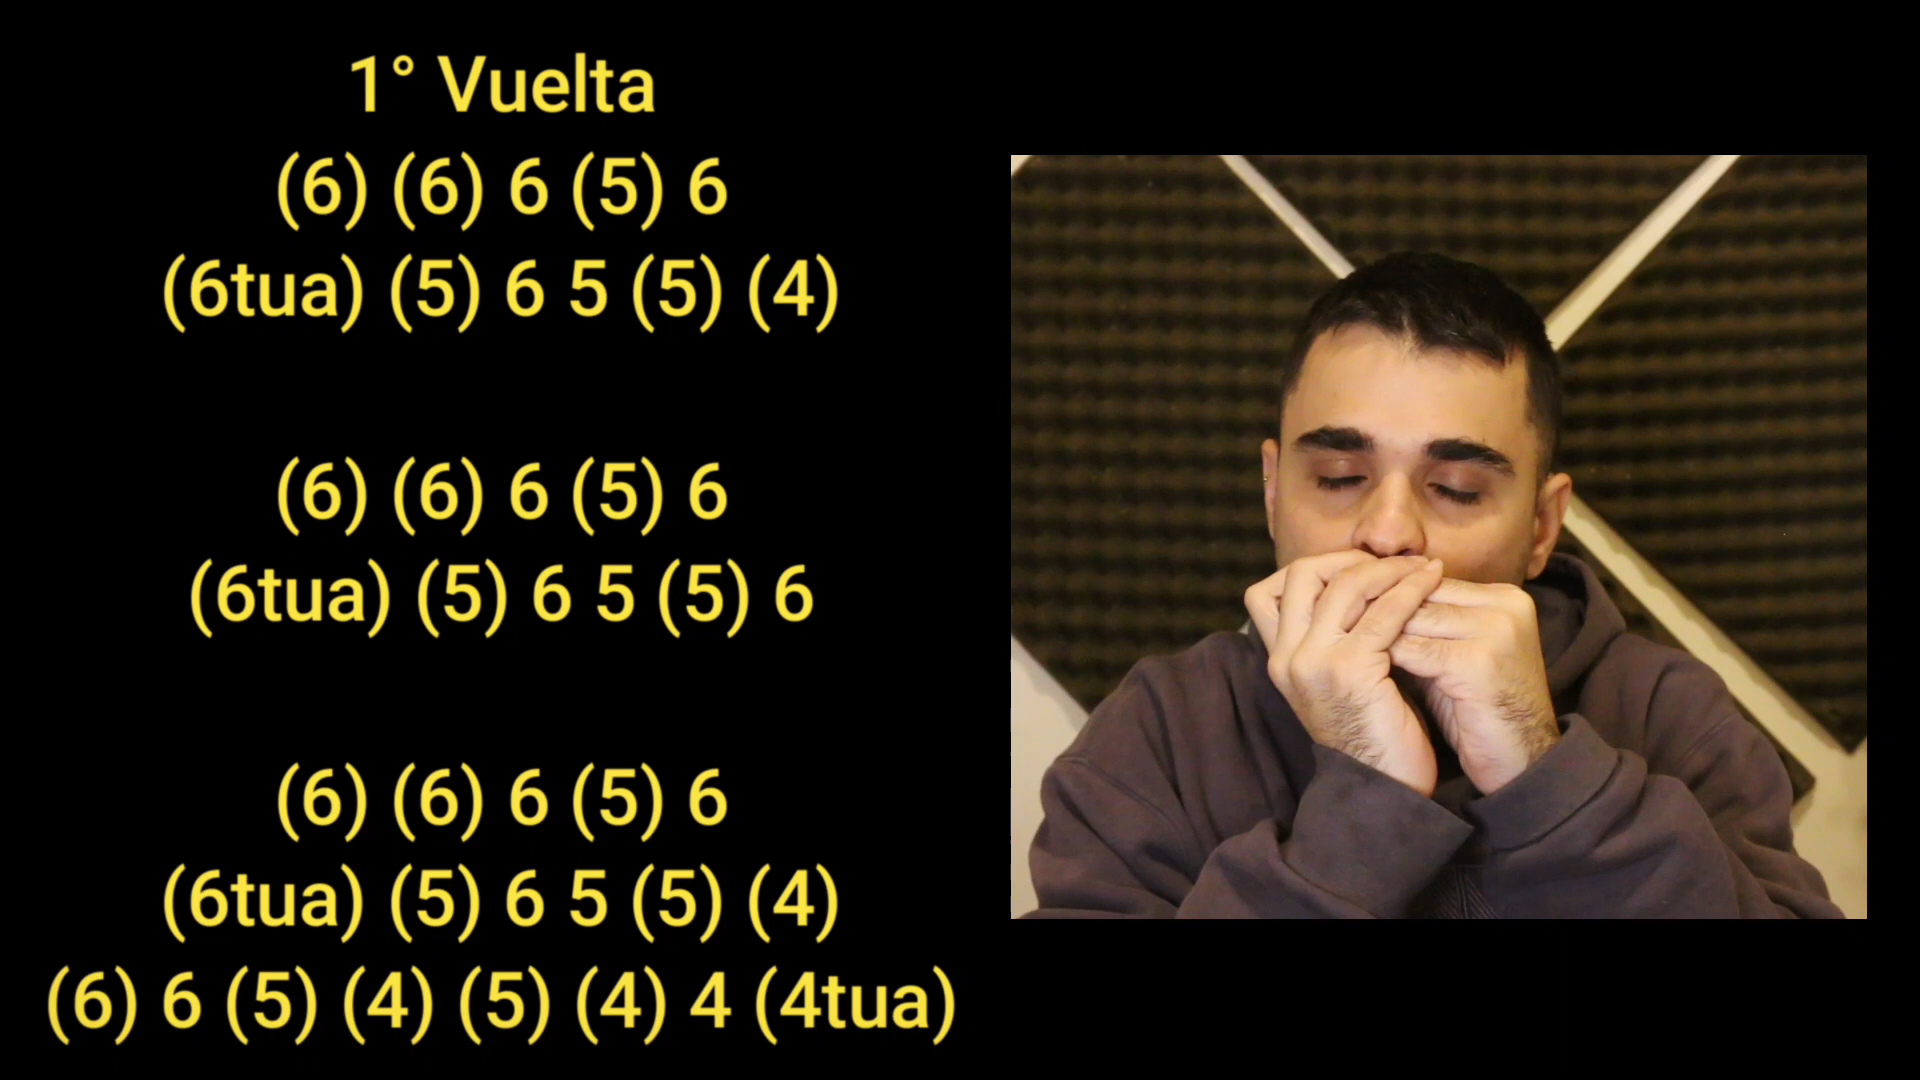 1° Vuelta
(6) (6) 6 (5) 6
(6tua) (5) 6 5 (5) (4)
(6) (6) 6 (5) 6
(6tua) (5) 6 5 (5) 6
(6) (6) 6 (5) 6
(6tua) (5) 6 5 (5) (4)
(6) 6 (5) (4) (5) (4) 4 (4tua)